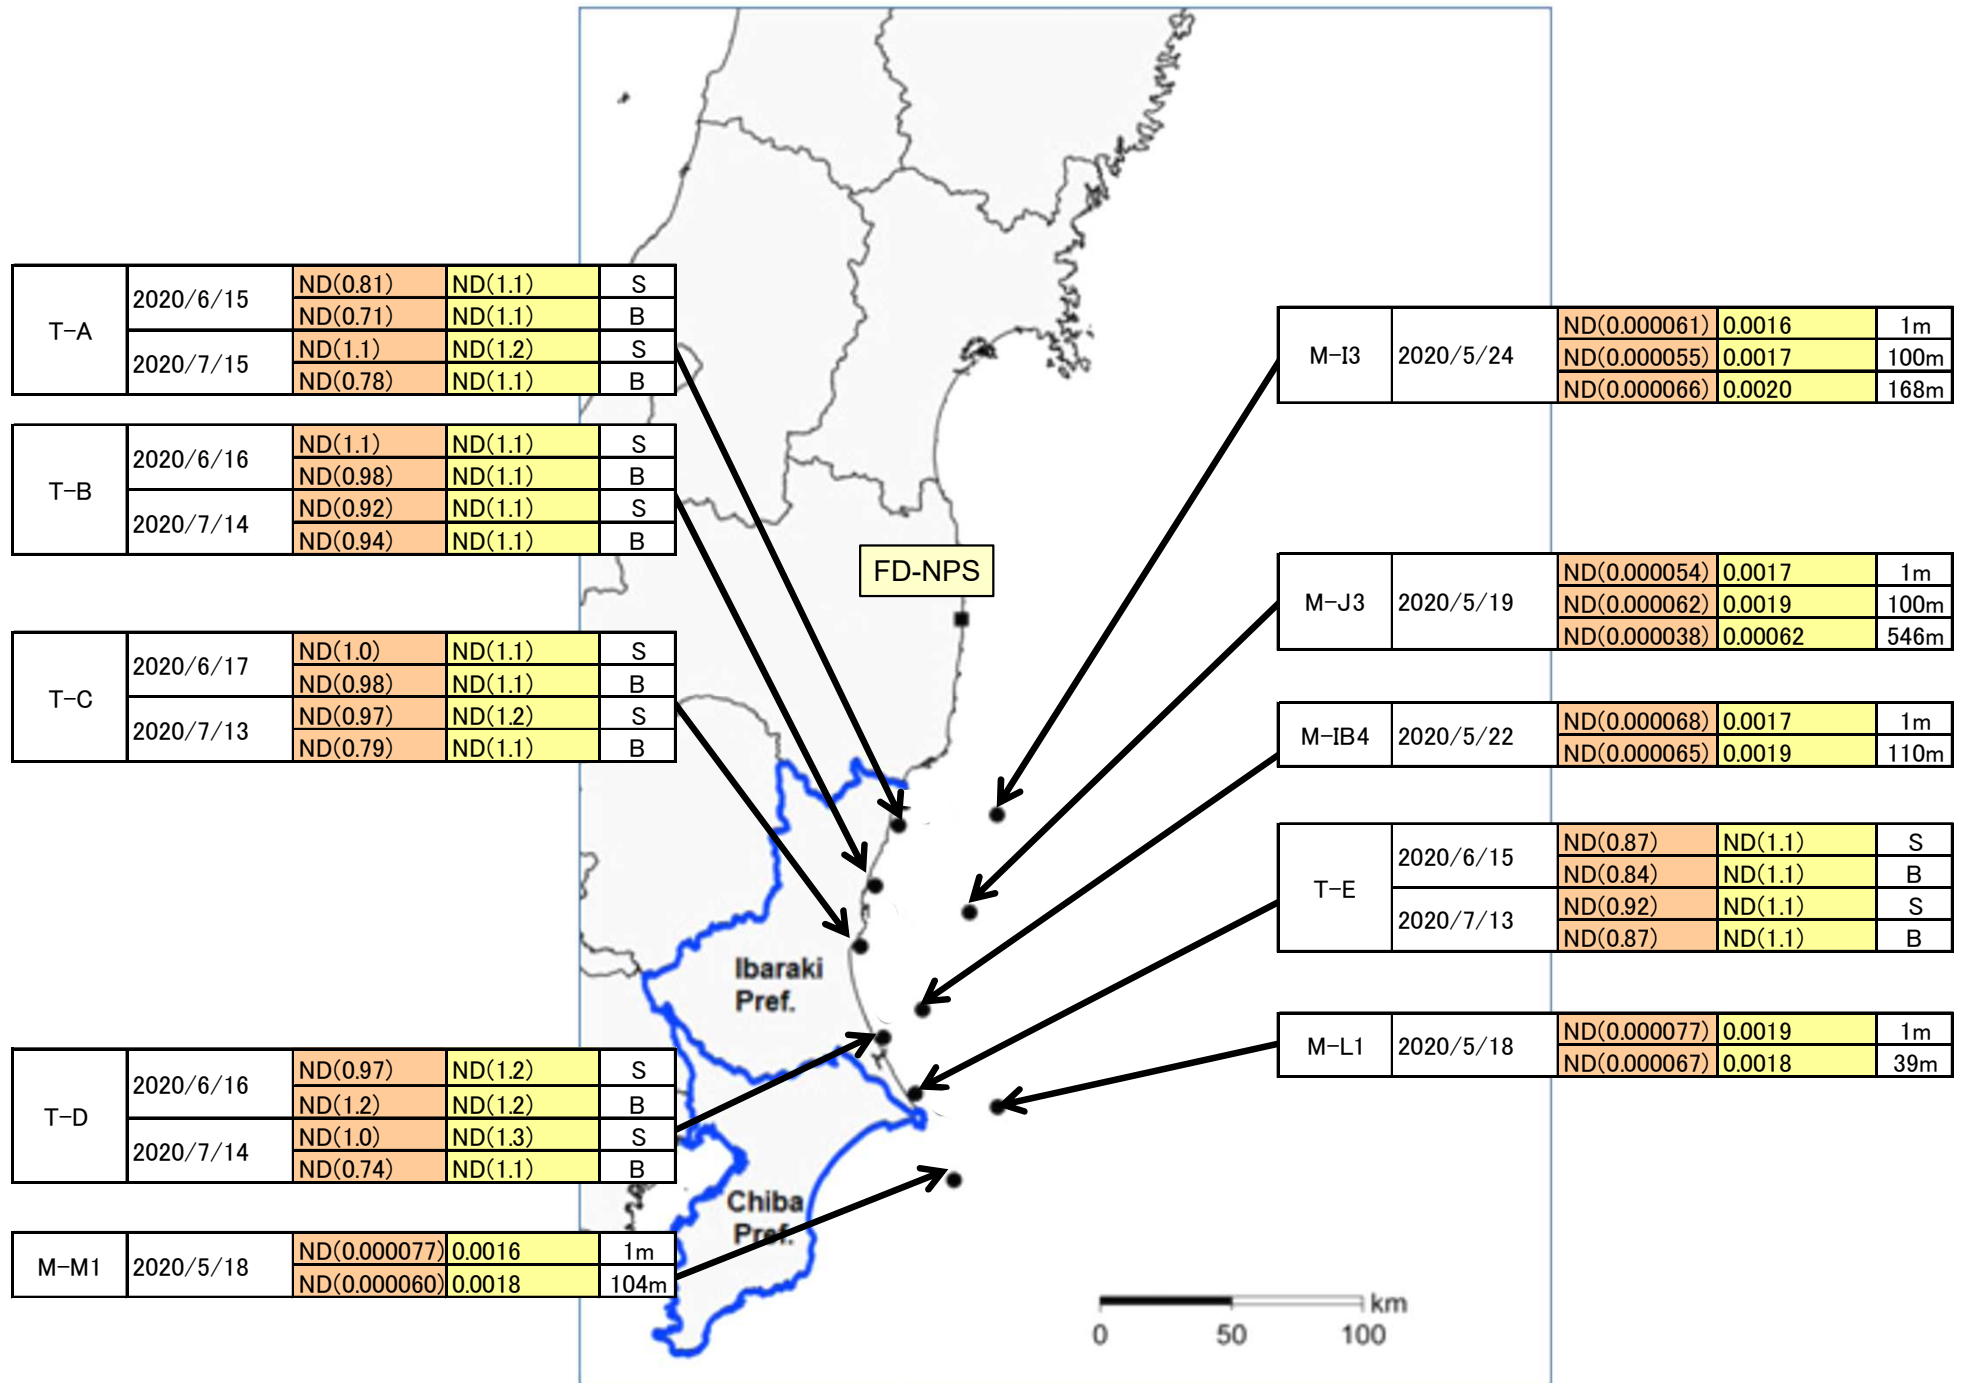 T-A
2020/6/15 ND(0.81) ND(1.1) S
ND(0.71) ND(1.1) B
2020/7/15 ND(1.1) ND(1.2) S
ND(0.78) ND(1.1) B
T-B
2020/6/16 ND(1.1) ND(1.1) S
ND(0.98) ND(1.1) B
2020/7/14 ND(0.92) ND(1.1) S
ND(0.94) ND(1.1) B
T-C
2020/6/17 ND(1.0) ND(1.1) S
ND(0.98) ND(1.1) B
2020/7/13 ND(0.97) ND(1.2) S
ND(0.79) ND(1.1) B
T-D
2020/6/16 ND(0.97) ND(1.2) S
ND(1.2) ND(1.2) B
2020/7/14 ND(1.0) ND(1.3) S
ND(0.74) ND(1.1) B
M-M1 2020/5/18 ND(0.000077) 0.0016 1m
ND(0.000060) 0.0018 104m
FD-NPS
Ibaraki
Pref.
Chiba
Pref.
M-I3 2020/5/24 ND(0.000061) 0.0016 1m
ND(0.000055) 0.0017 100m
ND(0.000066) 0.0020 168m
M-J3 2020/5/19 ND(0.000054) 0.0017 1m
ND(0.000062) 0.0019 100m
ND(0.000038) 0.00062 546m
M-IB4 2020/5/22 ND(0.000068) 0.0017 1m
ND(0.000065) 0.0019 110m
T-E
2020/6/15 ND(0.87) ND(1.1) S
ND(0.84) ND(1.1) B
2020/7/13 ND(0.92) ND(1.1) S
ND(0.87) ND(1.1) B
M-L1 2020/5/18 ND(0.000077) 0.0019 1m
ND(0.000067) 0.0018 39m
km
0 50 100